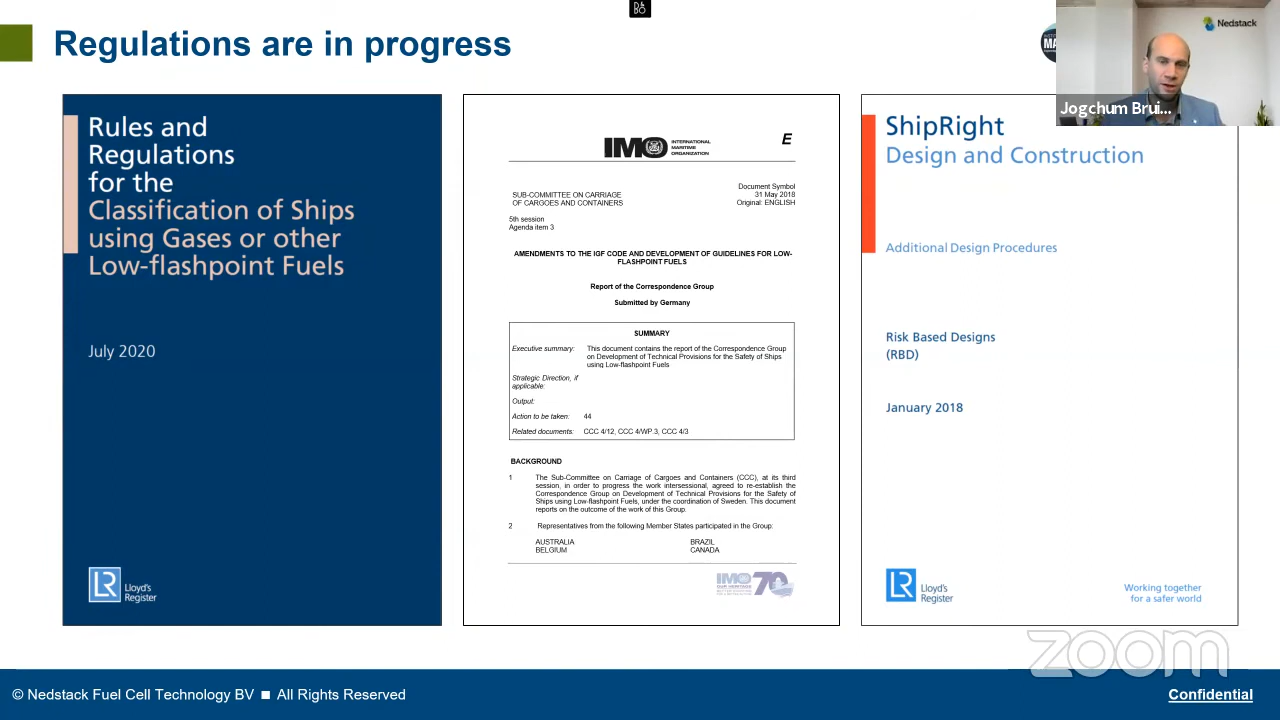 Regulations are in progress
Nedstack
Jogchum Brui...
Rules and
Regulations
for the
Classification of Ships
using Gases or other
Low-flashpoint Fuels
July 2020
LR
Lloyd's
Register
IMO
INTERNATIONAL
MARITIME
ORGANIZATION
E
SUB-COMMITTEE ON CARRIAGE
OF CARGOES AND CONTAINERS
5th session
Agenda item 3
Document Symbol
31 May 2018
Original: ENGLISH
AMENDMENTS TO THE IGF CODE AND DEVELOPMENT OF GUIDELINES FOR LOW-
FLASHPOINT FUELS
Report of the Correspondence Group
Submitted by Germany
SUMMARY
Executive summary: This document contains the report of the Correspondence Group
on Development of Technical Provisions for the Safety of Ships
using Low-flashpoint Fuels
Strategic Direction, if
applicable:
Output:
Action to be taken: 44
Related documents: CCC 4/12, CCC 4/WP.3, CCC 4/3
BACKGROUND
1 The Sub-Committee on Carriage of Cargoes and Containers (CCC), at its third
session, in order to progress the work intersessional, agreed to re-establish the
Correspondence Group on Development of Technical Provisions for the Safety of
Ships using Low-flashpoint Fuels, under the coordination of Sweden. This document
reports on the outcome of the work of this Group.
2 Representatives from the following Member States participated in the Group:
AUSTRALIA BRAZIL
BELGIUM CANADA
IMO 70
ShipRight
Design and Construction
Additional Design Procedures
Risk Based Designs
(RBD)
January 2018
LR
Lloyd's
Register
Working together
for a safer world
zoom
© Nedstack Fuel Cell Technology BV ■ All Rights Reserved
Confidential